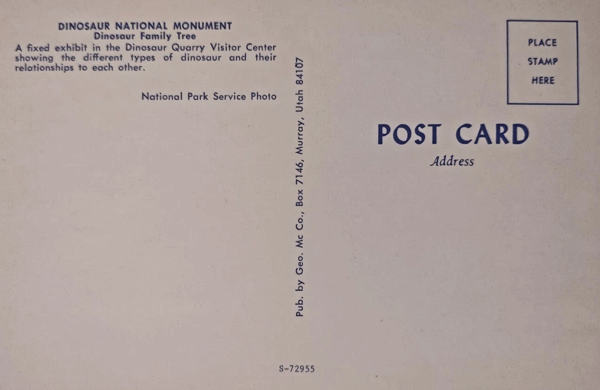 DINOSAUR NATIONAL MONUMENT
Dinosaur Family Tree
A fixed exhibit in the Dinosaur Quarry Visitor Center
showing the different types of dinosaur and their
relationships to each other.
National Park Service Photo
Pub. by Geo. Mc Co., Box 7146, Murray, Utah 84107
S-72955
PLACE
STAMP
HERE
POST CARD
Address